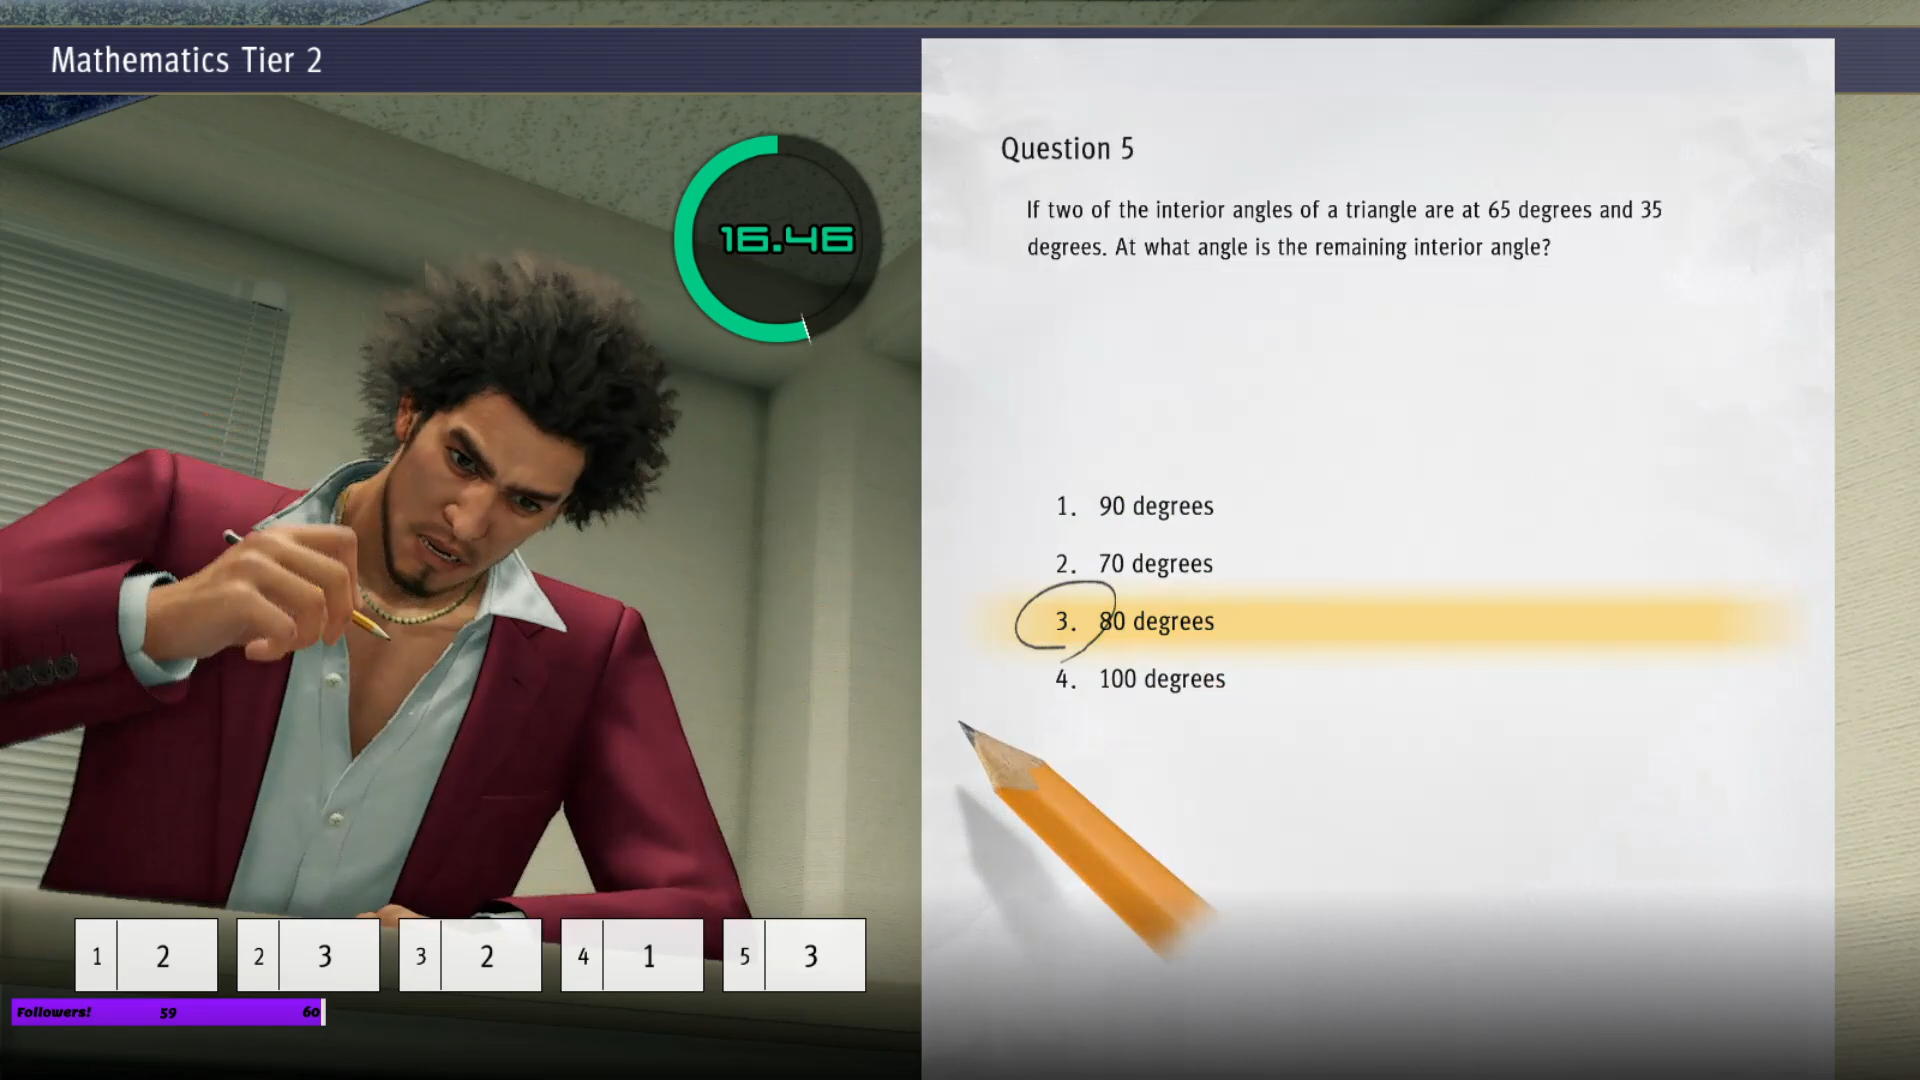 Mathematics Tier 2
16.46
Question 5
If two of the interior angles of a triangle are at 65 degrees and 35
degrees. At what angle is the remaining interior angle?
1. 90 degrees
2. 70 degrees
3. 80 degrees
4. 100 degrees
1 2 2 3 3 2 4 1 5 3
Followers! 59 60